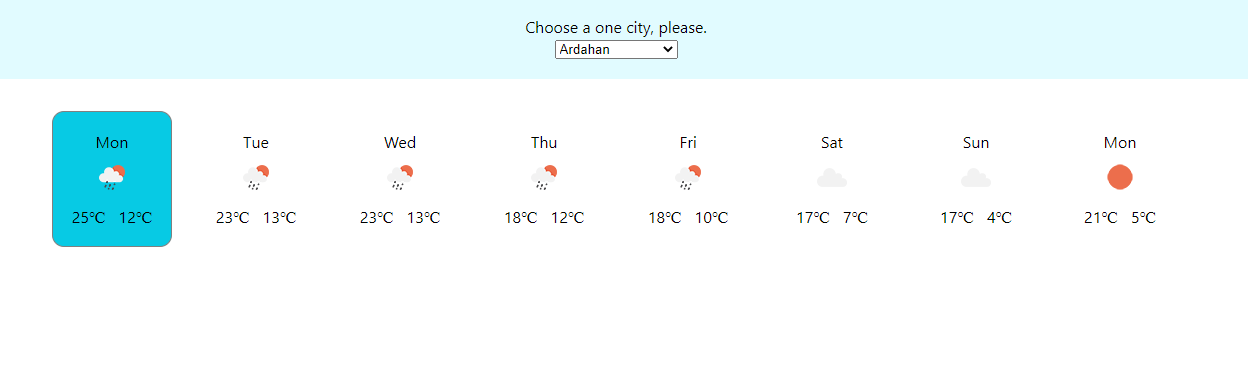 Choose a one city, please.
Ardahan
Mon Tue Wed Thu Fri Sat Sun Mon
25°C 12°C 23°C 13°C 23°C 13°C 18°C 12°C 18°C 10°C 17°C 7°C 17°C 4°C 21°C 5°C